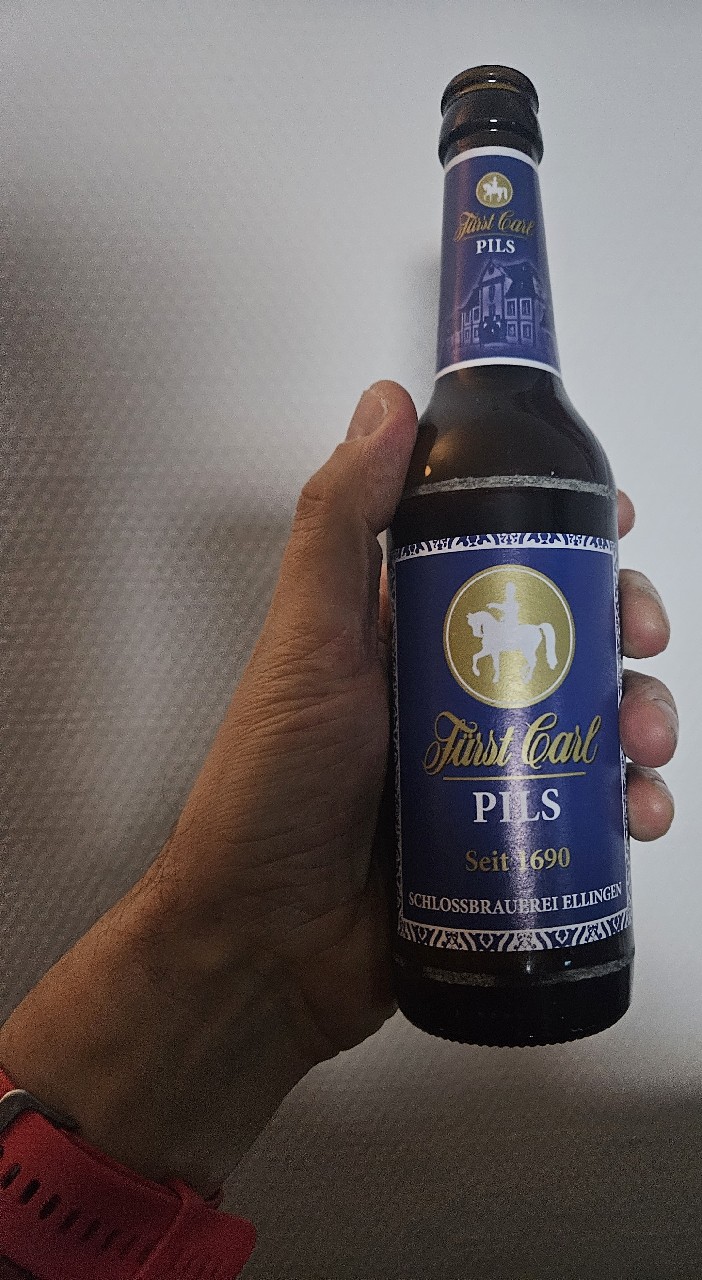 Fürst Carl
PILS
Fürst Carl
PILS
Seit 1690
SCHLOSSBRAUEREI ELLINGEN